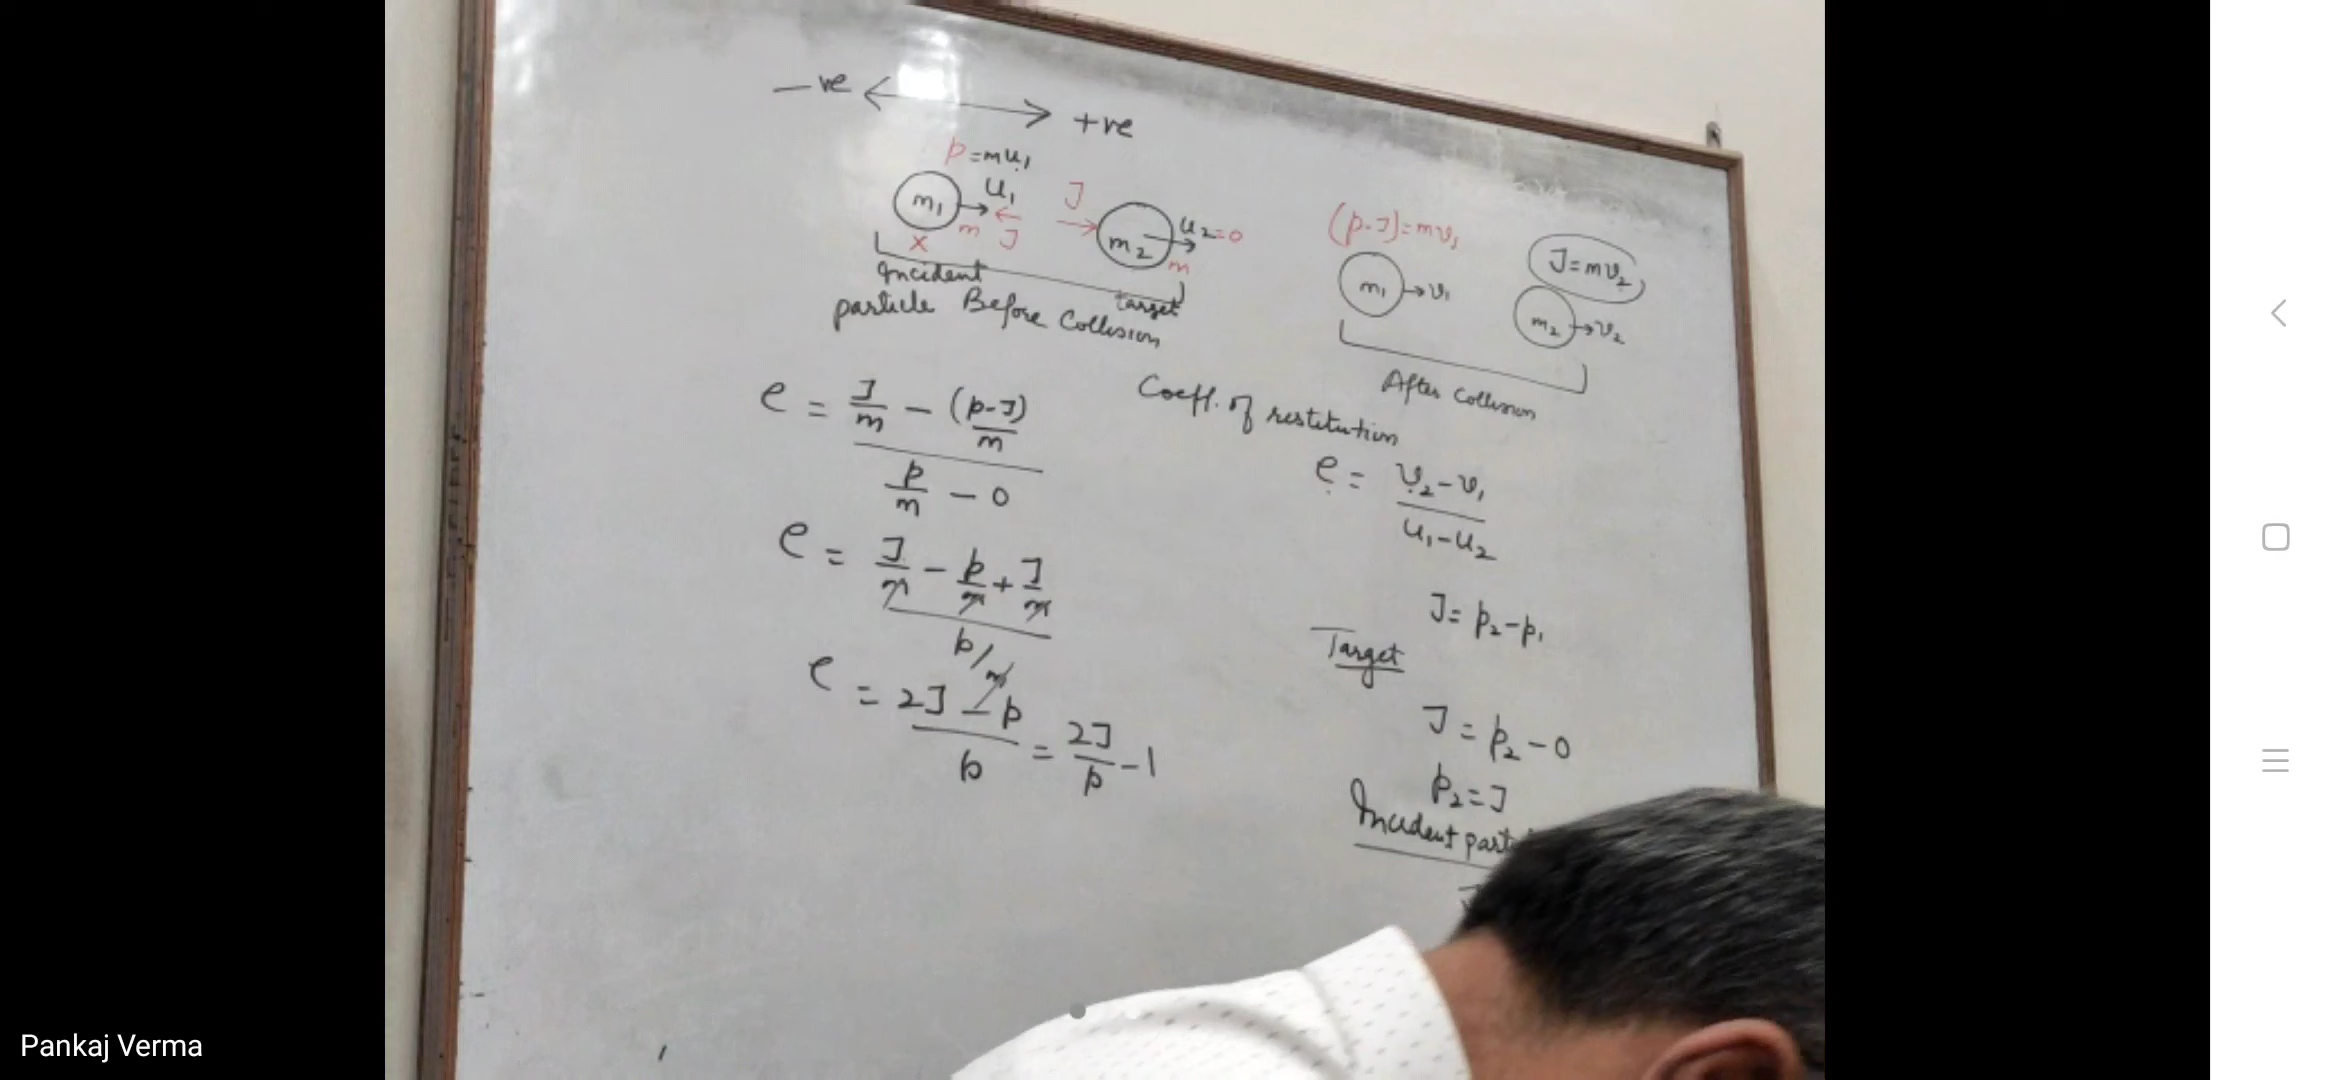 -ve ⟷ +ve
p=mu₁
m₁ u₁ J m₂ u₂=0
x m J m
Incident particle target
Before Collision
(p-J)=mv₁ J=mv₂
m₁ →v₁ m₂ →v₂
After Collision
Coeff. of restitution
e = (J/m - (p-J)/m) / (p/m - 0)
e = (J/m - p/m + J/m) / (p/m)
e = (2J - p)/p = 2J/p - 1
e = (v₂-v₁)/(u₁-u₂)
J = p₂-p₁
Target
J = p₂-0
p₂=J
Incident
Pankaj Verma